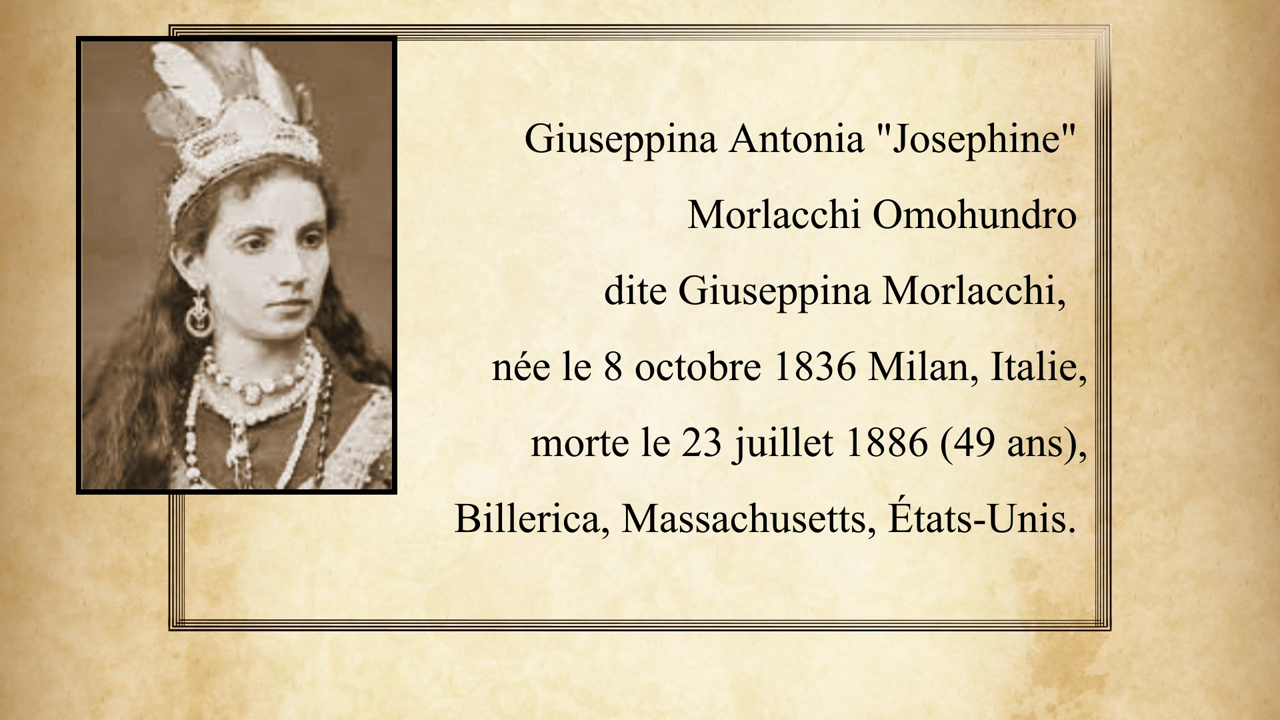 Giuseppina Antonia "Josephine"
Morlacchi Omohundro
dite Giuseppina Morlacchi,
née le 8 octobre 1836 Milan, Italie,
morte le 23 juillet 1886 (49 ans),
Billerica, Massachusetts, États-Unis.